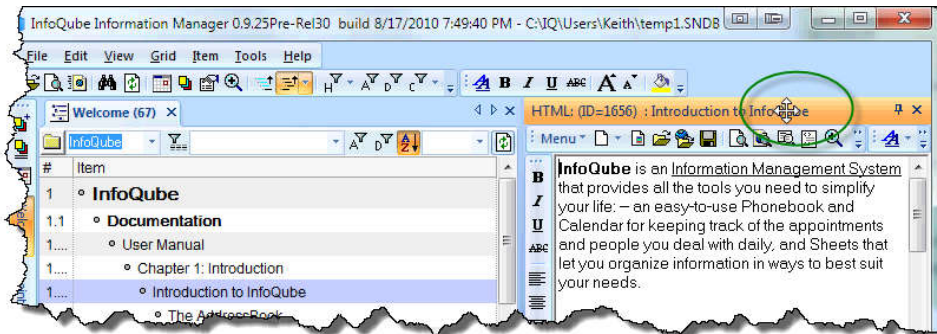 InfoQube Information Manager 0.9.25Pre-Rel30 build 8/17/2010 7:49:40 PM - C:\IQ\Users\Keith\temp1.SNDB
File Edit View Grid Item Tools Help
H Y A Y D Y C Y A B I U ABC A A
Welcome (67) X
HTML: (ID=1656) : Introduction to InfoQube
InfoQube
A Y D Y
Menu
A
# Item
1 InfoQube
1.1 Documentation
1.... User Manual
1.... Chapter 1: Introduction
1.... Introduction to InfoQube
The AddressBook
B
I
U
ABC
InfoQube is an Information Management System
that provides all the tools you need to simplify
your life: – an easy-to-use Phonebook and
Calendar for keeping track of the appointments
and people you deal with daily, and Sheets that
let you organize information in ways to best suit
your needs.